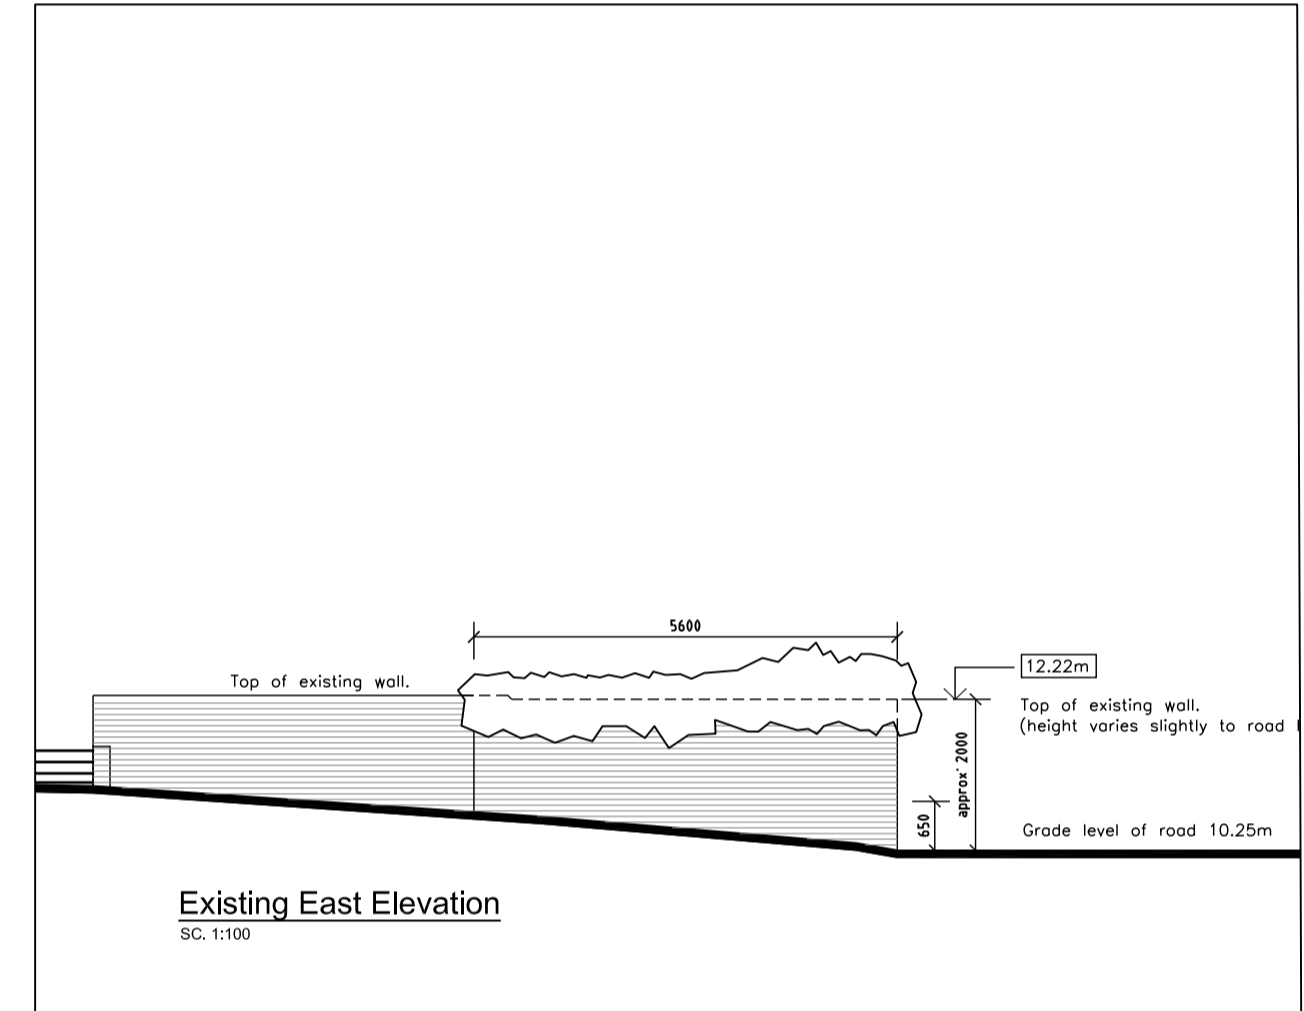 5600
Top of existing wall.
12.22m
Top of existing wall.
(height varies slightly to road
approx' 2000
650
Grade level of road 10.25m
Existing East Elevation
SC. 1:100